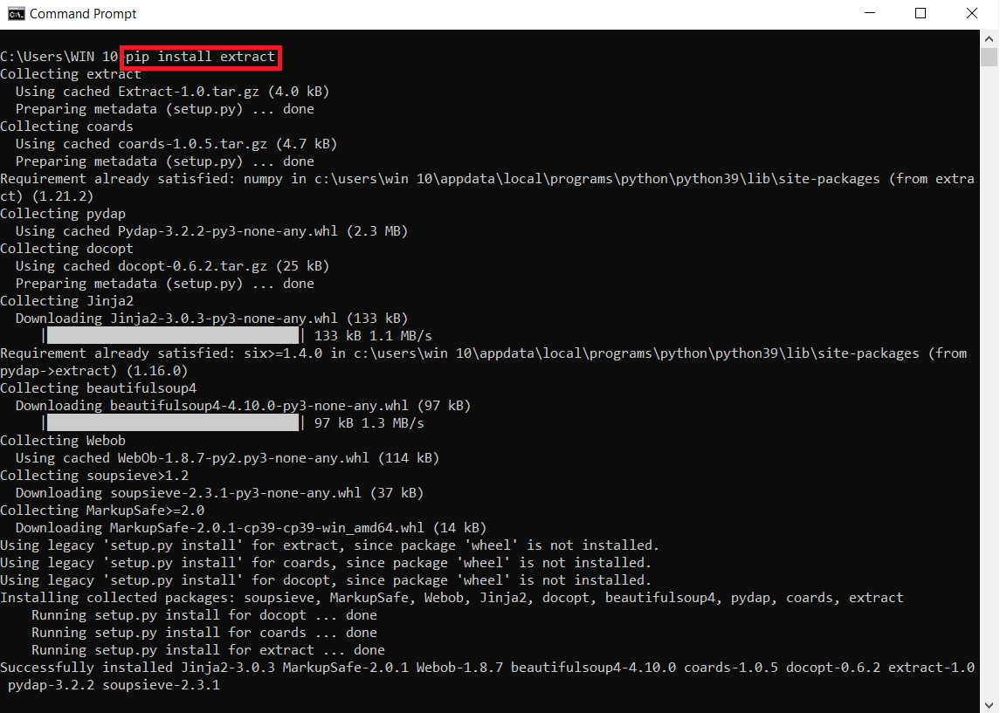 Command Prompt
C:\Users\WIN 10>pip install extract
Collecting extract
  Using cached Extract-1.0.tar.gz (4.0 kB)
  Preparing metadata (setup.py) ... done
Collecting coards
  Using cached coards-1.0.5.tar.gz (4.7 kB)
  Preparing metadata (setup.py) ... done
Requirement already satisfied: numpy in c:\users\win 10\appdata\local\programs\python\python39\lib\site-packages (from extra
ct) (1.21.2)
Collecting pydap
  Using cached Pydap-3.2.2-py3-none-any.whl (2.3 MB)
Collecting docopt
  Using cached docopt-0.6.2.tar.gz (25 kB)
  Preparing metadata (setup.py) ... done
Collecting Jinja2
  Downloading Jinja2-3.0.3-py3-none-any.whl (133 kB)
     |████████████████████████████████| 133 kB 1.1 MB/s
Requirement already satisfied: six>=1.4.0 in c:\users\win 10\appdata\local\programs\python\python39\lib\site-packages (from
pydap->extract) (1.16.0)
Collecting beautifulsoup4
  Downloading beautifulsoup4-4.10.0-py3-none-any.whl (97 kB)
     |████████████████████████████████| 97 kB 1.3 MB/s
Collecting Webob
  Using cached WebOb-1.8.7-py2.py3-none-any.whl (114 kB)
Collecting soupsieve>1.2
  Downloading soupsieve-2.3.1-py3-none-any.whl (37 kB)
Collecting MarkupSafe>=2.0
  Downloading MarkupSafe-2.0.1-cp39-cp39-win_amd64.whl (14 kB)
Using legacy 'setup.py install' for extract, since package 'wheel' is not installed.
Using legacy 'setup.py install' for coards, since package 'wheel' is not installed.
Using legacy 'setup.py install' for docopt, since package 'wheel' is not installed.
Installing collected packages: soupsieve, MarkupSafe, Webob, Jinja2, docopt, beautifulsoup4, pydap, coards, extract
    Running setup.py install for docopt ... done
    Running setup.py install for coards ... done
    Running setup.py install for extract ... done
Successfully installed Jinja2-3.0.3 MarkupSafe-2.0.1 Webob-1.8.7 beautifulsoup4-4.10.0 coards-1.0.5 docopt-0.6.2 extract-1.0
 pydap-3.2.2 soupsieve-2.3.1